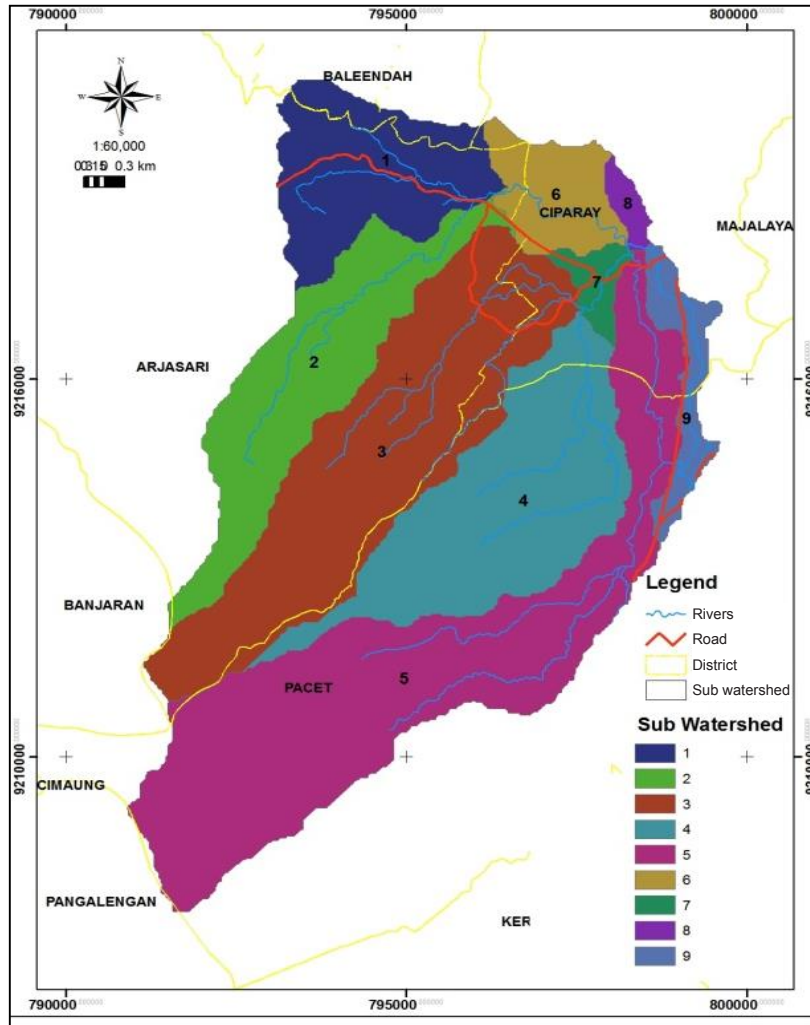 790000 795000 800000
N
W E
S
1:60,000
0.3 km
BALEENDAH
1
6
CIPARAY
8
MAJALAYA
7
ARJASARI
2
9216000
9
3
4
BANJARAN
PACET
5
Legend
Rivers
Road
District
Sub watershed
9210000
Sub Watershed
1
2
3
4
5
6
7
8
9
CIMAUNG
PANGALENGAN
KER
790000 795000 800000